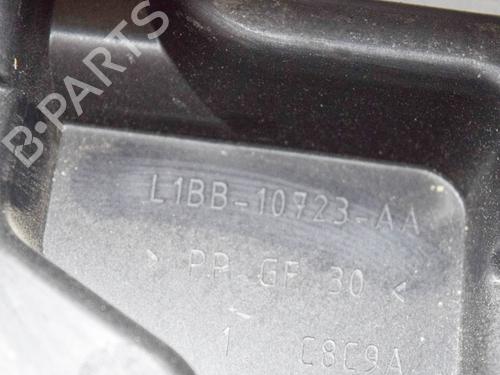 B-PARTS
L1BB-10723-AA
> PP GF 30 <
1 C8C9A